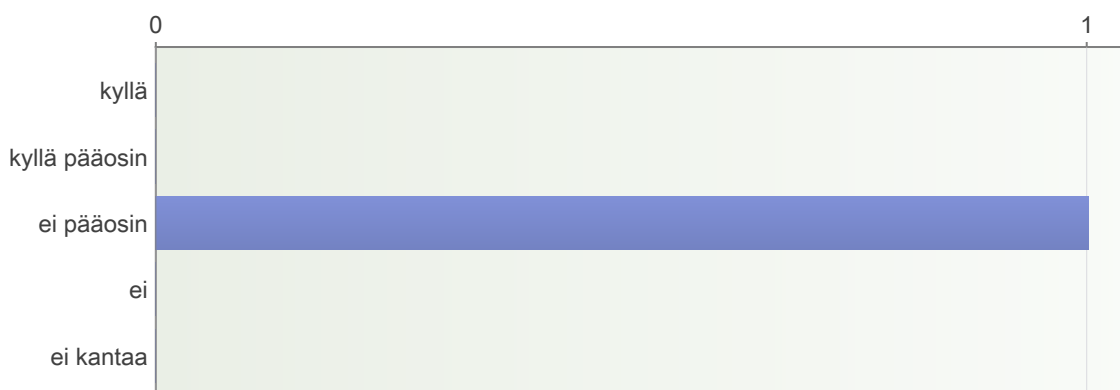 0 1
kyllä
kyllä pääosin
ei pääosin
ei
ei kantaa